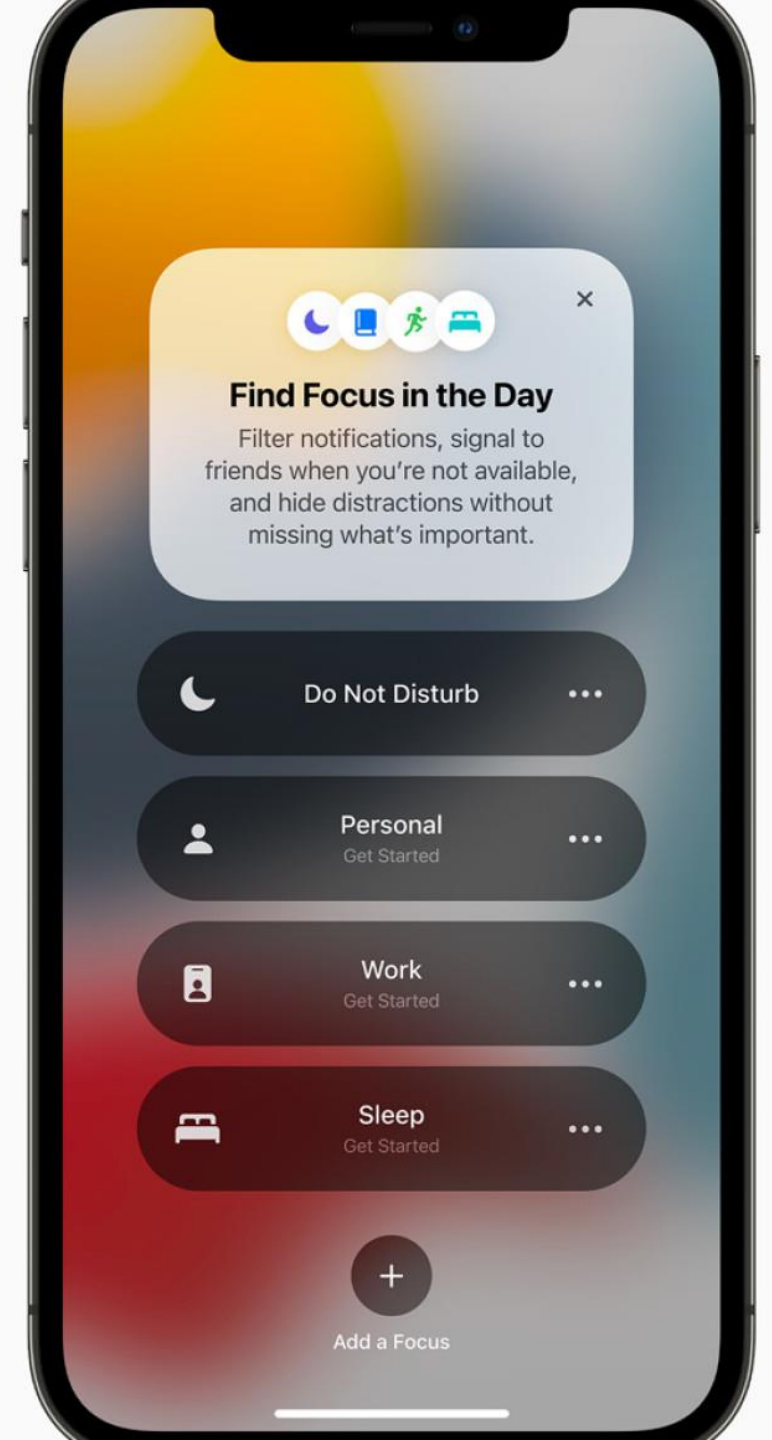 Find Focus in the Day
Filter notifications, signal to
friends when you're not available,
and hide distractions without
missing what's important.
Do Not Disturb
Personal
Get Started
Work
Get Started
Sleep
Get Started
Add a Focus